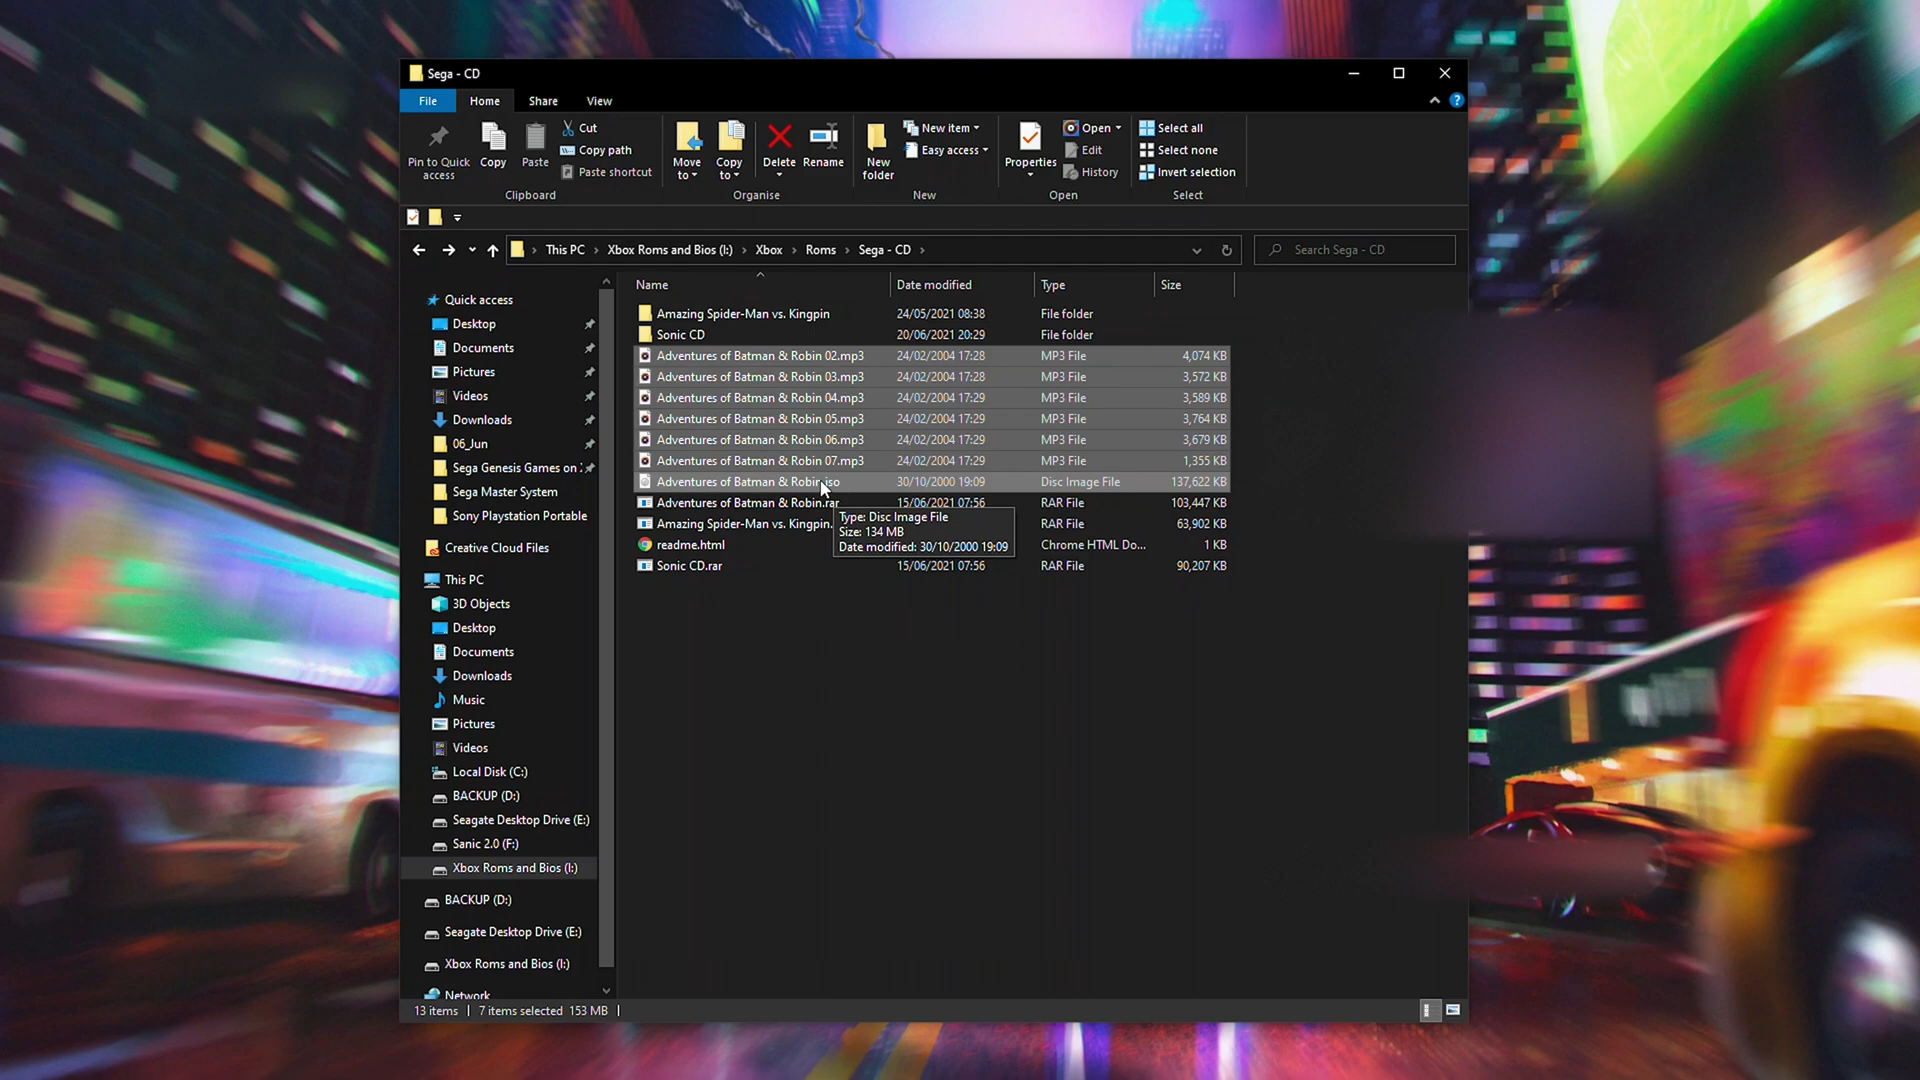 Sega - CD
File Home Share View
Pin to Quick access
Copy
Paste
Cut
Copy path
Paste shortcut
Clipboard
Move to
Copy to
Delete
Rename
Organise
New folder
New item
Easy access
New
Properties
Open
Edit
History
Open
Select all
Select none
Invert selection
Select
This PC > Xbox Roms and Bios (I:) > Xbox > Roms > Sega - CD >
Search Sega - CD
Quick access
Desktop
Documents
Pictures
Videos
Downloads
06_Jun
Sega Genesis Games on
Sega Master System
Sony Playstation Portable
Creative Cloud Files
This PC
3D Objects
Desktop
Documents
Downloads
Music
Pictures
Videos
Local Disk (C:)
BACKUP (D:)
Seagate Desktop Drive (E:)
Sanic 2.0 (F:)
Xbox Roms and Bios (I:)
BACKUP (D:)
Seagate Desktop Drive (E:)
Xbox Roms and Bios (I:)
Network
Name Date modified Type Size
Amazing Spider-Man vs. Kingpin 24/05/2021 08:38 File folder
Sonic CD 20/06/2021 20:29 File folder
Adventures of Batman & Robin 02.mp3 24/02/2004 17:28 MP3 File 4,074 KB
Adventures of Batman & Robin 03.mp3 24/02/2004 17:28 MP3 File 3,572 KB
Adventures of Batman & Robin 04.mp3 24/02/2004 17:29 MP3 File 3,589 KB
Adventures of Batman & Robin 05.mp3 24/02/2004 17:29 MP3 File 3,764 KB
Adventures of Batman & Robin 06.mp3 24/02/2004 17:29 MP3 File 3,679 KB
Adventures of Batman & Robin 07.mp3 24/02/2004 17:29 MP3 File 1,355 KB
Adventures of Batman & Robin.iso 30/10/2000 19:09 Disc Image File 137,622 KB
Adventures of Batman & Robin.rar 15/06/2021 07:56 RAR File 103,447 KB
Amazing Spider-Man vs. Kingpin. RAR File 63,902 KB
readme.html Chrome HTML Do... 1 KB
Sonic CD.rar 15/06/2021 07:56 RAR File 90,207 KB
Type: Disc Image File
Size: 134 MB
Date modified: 30/10/2000 19:09
13 items | 7 items selected 153 MB |